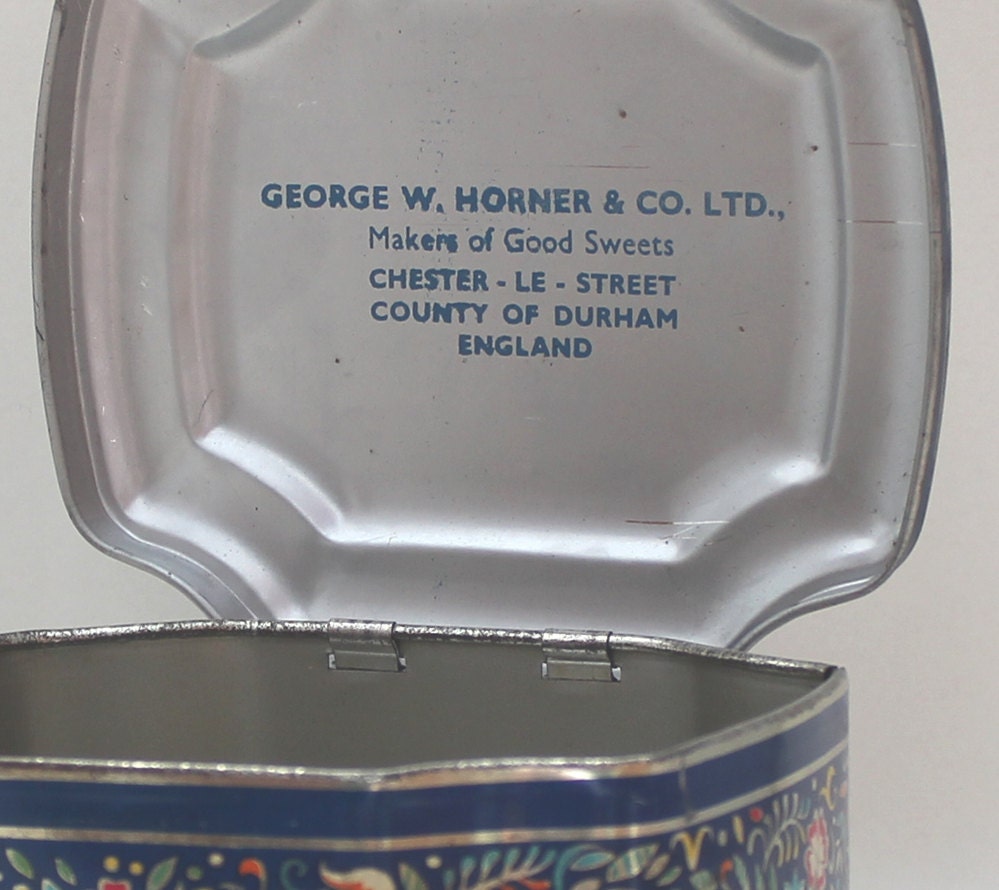 GEORGE W. HORNER & CO. LTD.,
Makers of Good Sweets
CHESTER - LE - STREET
COUNTY OF DURHAM
ENGLAND